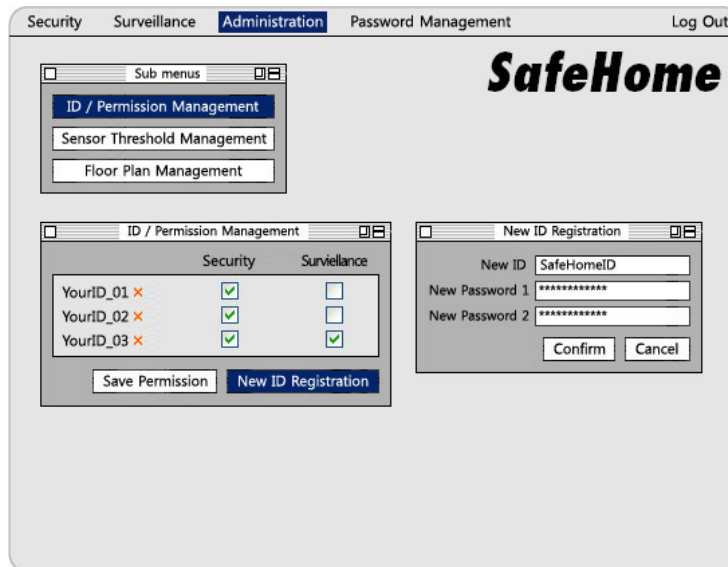 Security Surveillance Administration Password Management Log Out
SafeHome
Sub menus
ID / Permission Management
Sensor Threshold Management
Floor Plan Management
ID / Permission Management
Security Surviellance
YourID_01
YourID_02
YourID_03
Save Permission New ID Registration
New ID Registration
New ID SafeHomeID
New Password 1 ************
New Password 2 ************
Confirm Cancel